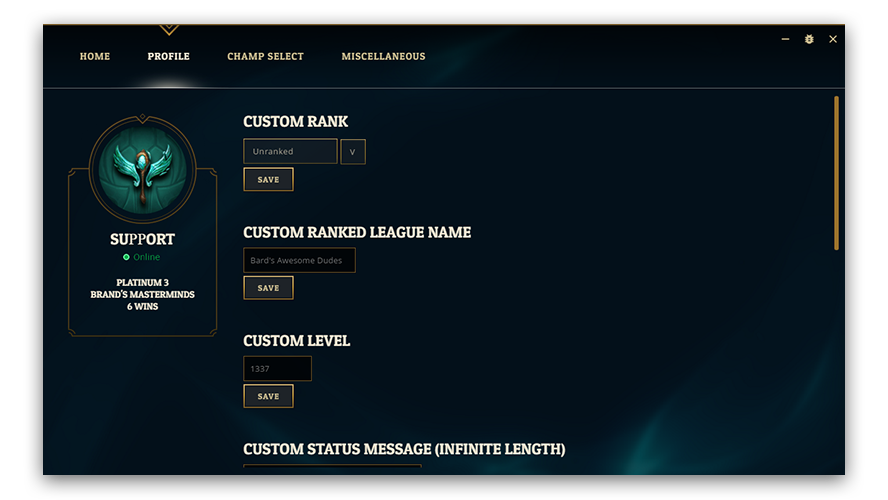 HOME
PROFILE
CHAMP SELECT
MISCELLANEOUS
SUPPORT
Online
PLATINUM 3
BRAND'S MASTERMINDS
6 WINS
CUSTOM RANK
Unranked
V
SAVE
CUSTOM RANKED LEAGUE NAME
Bard's Awesome Dudes
SAVE
CUSTOM LEVEL
1337
SAVE
CUSTOM STATUS MESSAGE (INFINITE LENGTH)